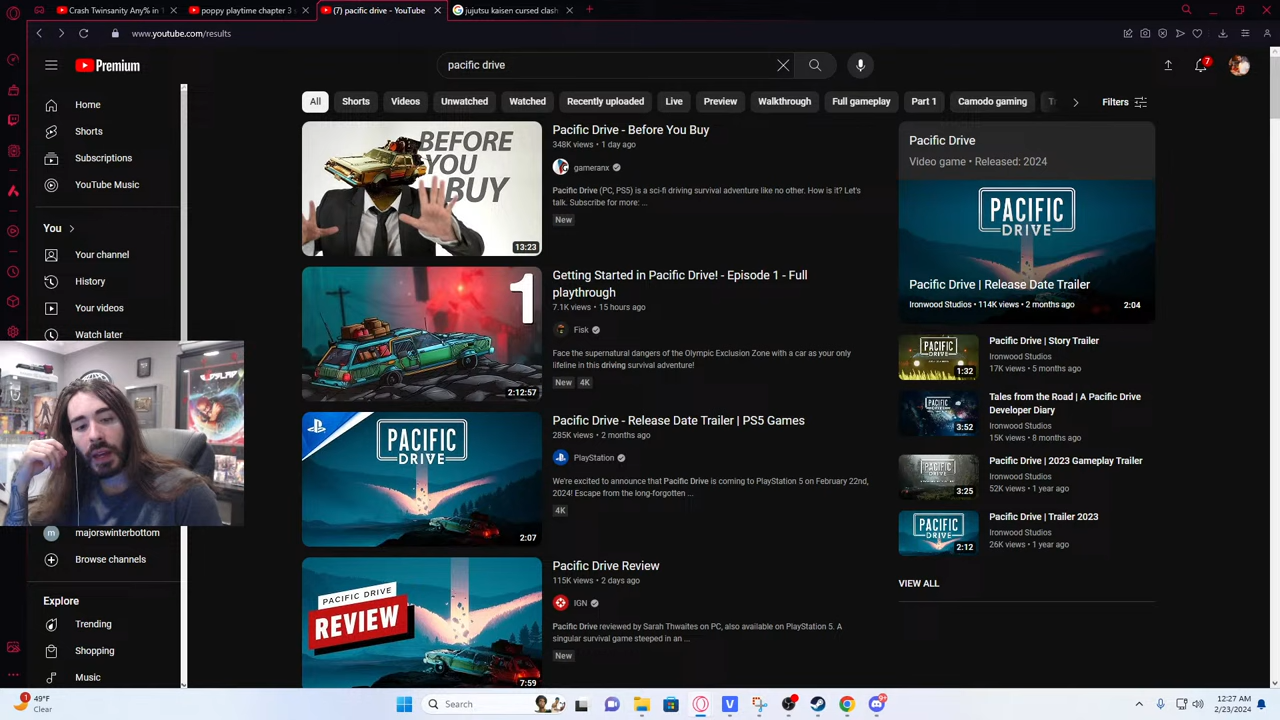 Crash Twinsanity Any% in 1
poppy playtime chapter 3
(7) pacific drive - YouTube
jujutsu kaisen cursed clash
www.youtube.com/results
Premium
pacific drive
7
Home
Shorts
Subscriptions
YouTube Music
You
Your channel
History
Your videos
Watch later
majorswinterbottom
Browse channels
Explore
Trending
Shopping
Music
All
Shorts
Videos
Unwatched
Watched
Recently uploaded
Live
Preview
Walkthrough
Full gameplay
Part 1
Camodo gaming
Filters
BEFORE
YOU
BUY
13:23
Pacific Drive - Before You Buy
348K views • 1 day ago
gameranx
Pacific Drive (PC, PS5) is a sci-fi driving survival adventure like no other. How is it? Let's
talk. Subscribe for more: ...
New
1
2:12:57
Getting Started in Pacific Drive! - Episode 1 - Full
playthrough
7.1K views • 15 hours ago
Fisk
Face the supernatural dangers of the Olympic Exclusion Zone with a car as your only
lifeline in this driving survival adventure!
New
4K
PACIFIC
DRIVE
2:07
Pacific Drive - Release Date Trailer | PS5 Games
285K views • 2 months ago
PlayStation
We're excited to announce that Pacific Drive is coming to PlayStation 5 on February 22nd,
2024! Escape from the long-forgotten ...
4K
PACIFIC DRIVE
REVIEW
7:59
Pacific Drive Review
115K views • 2 days ago
IGN
Pacific Drive reviewed by Sarah Thwaites on PC, also available on PlayStation 5. A
singular survival game steeped in an ...
New
Pacific Drive
Video game • Released: 2024
PACIFIC
DRIVE
Pacific Drive | Release Date Trailer
Ironwood Studios • 114K views • 2 months ago
2:04
PACIFIC
DRIVE
1:32
Pacific Drive | Story Trailer
Ironwood Studios
17K views • 5 months ago
3:52
Tales from the Road | A Pacific Drive
Developer Diary
Ironwood Studios
15K views • 8 months ago
PACIFIC
DRIVE
3:25
Pacific Drive | 2023 Gameplay Trailer
Ironwood Studios
52K views • 1 year ago
PACIFIC
DRIVE
2:12
Pacific Drive | Trailer 2023
Ironwood Studios
26K views • 1 year ago
VIEW ALL
1
49°F
Clear
Search
12:27 AM
2/23/2024